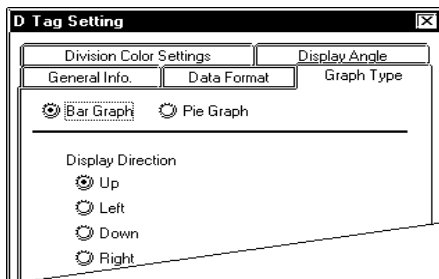 D Tag Setting
Division Color Settings Display Angle
General Info. Data Format Graph Type
Bar Graph Pie Graph
Display Direction
Up
Left
Down
Right